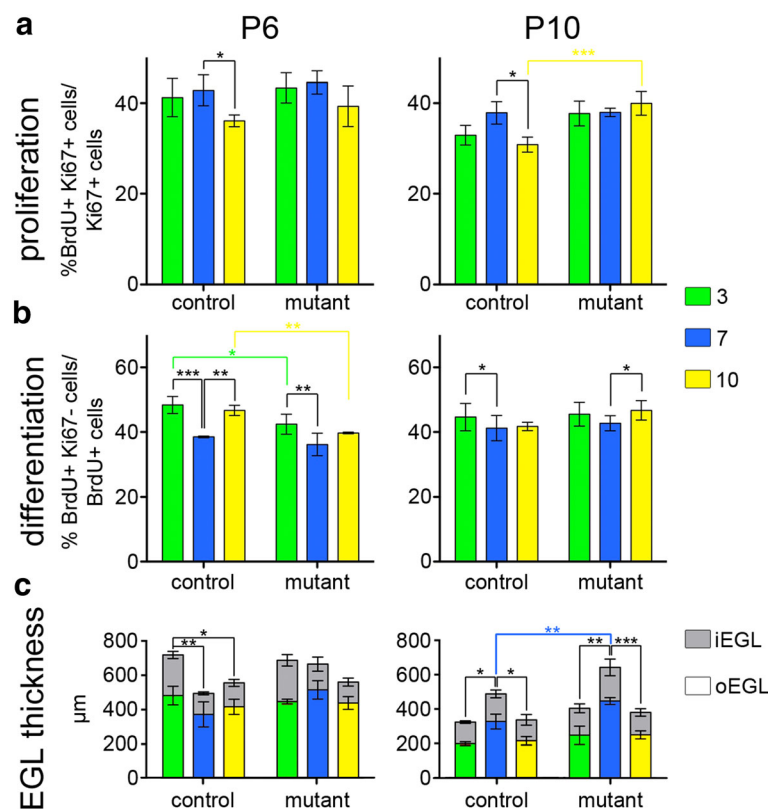 a
P6
P10
proliferation
%BrdU+ Ki67+ cells/
Ki67+ cells
40
20
0
*
control
mutant
40
20
0
*
***
control
mutant
3
7
10
b
differentiation
% BrdU+ Ki67- cells/
BrdU+ cells
60
40
20
0
**
*
***
**
**
control
mutant
60
40
20
0
*
*
control
mutant
c
EGL thickness
µm
800
600
400
200
0
*
**
control
mutant
800
600
400
200
0
**
*
*
**
***
control
mutant
iEGL
oEGL